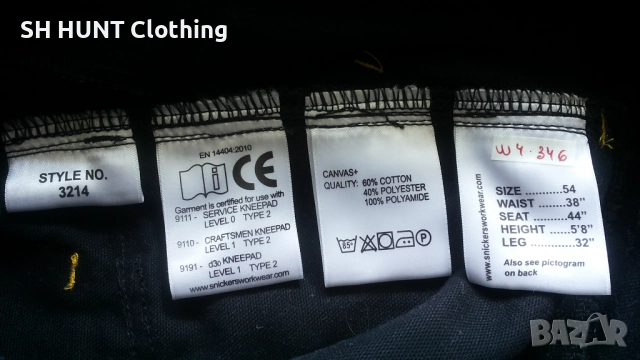 SH HUNT Clothing
STYLE NO.
3214
EN 14404:2010
CE
Garment is certified for use with
9111 - SERVICE KNEEPAD
LEVEL 0 TYPE 2
9110 - CRAFTSMEN KNEEPAD
LEVEL 1 TYPE 2
9191 - d3o KNEEPAD
LEVEL 1 TYPE 2
www.snickersworkwear.com
CANVAS+
QUALITY: 60% COTTON
40% POLYESTER
100% POLYAMIDE
85°
P
W4.346
www.snickersworkwear.com
SIZE ............54
WAIST ........38"
SEAT ..........44"
HEIGHT .....5'8"
LEG ............32"
Also see pictogram
on back
BAZAR